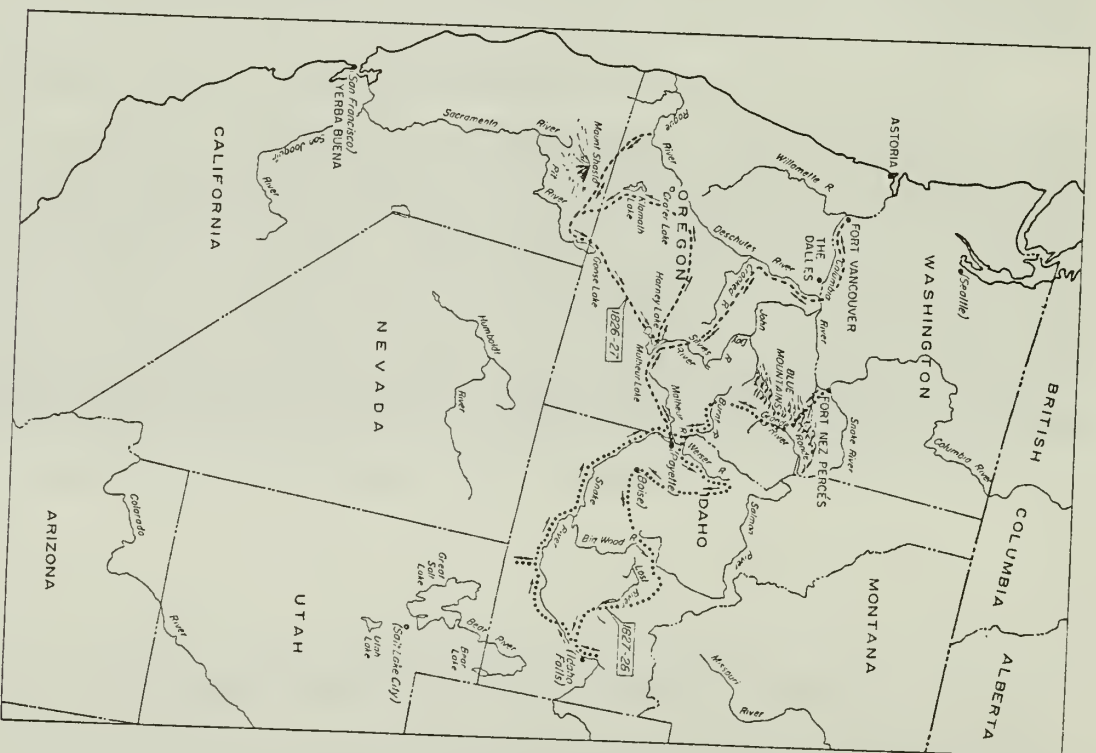 BRITISH
COLUMBIA
ALBERTA
(Seattle)
WASHINGTON
Columbia River
MONTANA
Missouri
River
ASTORIA
FORT VANCOUVER
Columbia
River
THE
DALLES
FORT NEZ PERCÉS
Snake River
Willamette R.
Deschutes
River
Crooked R.
John
Day
R.
BLUE
MOUNTAINS
Ronde
River
Salmon
River
OREGON
Rogue
River
Crater Lake
Klamath
Lake
Silvies
River
Harney Lake
Malheur Lake
1826-27
Burnt R.
Malheur R.
Weiser R.
(Payette)
IDAHO
(Boise)
Big Wood R.
Lost
River
1827-28
Snake
River
(Idaho
Falls)
Goose Lake
Mount Shasta
Pit
River
Sacramento
River
(San Francisco)
YERBA BUENA
San Joaquin
River
CALIFORNIA
NEVADA
Humboldt
River
Great
Salt
Lake
Bear
River
Bear
Lake
(Salt Lake City)
Utah
Lake
UTAH
Colorado
River
ARIZONA